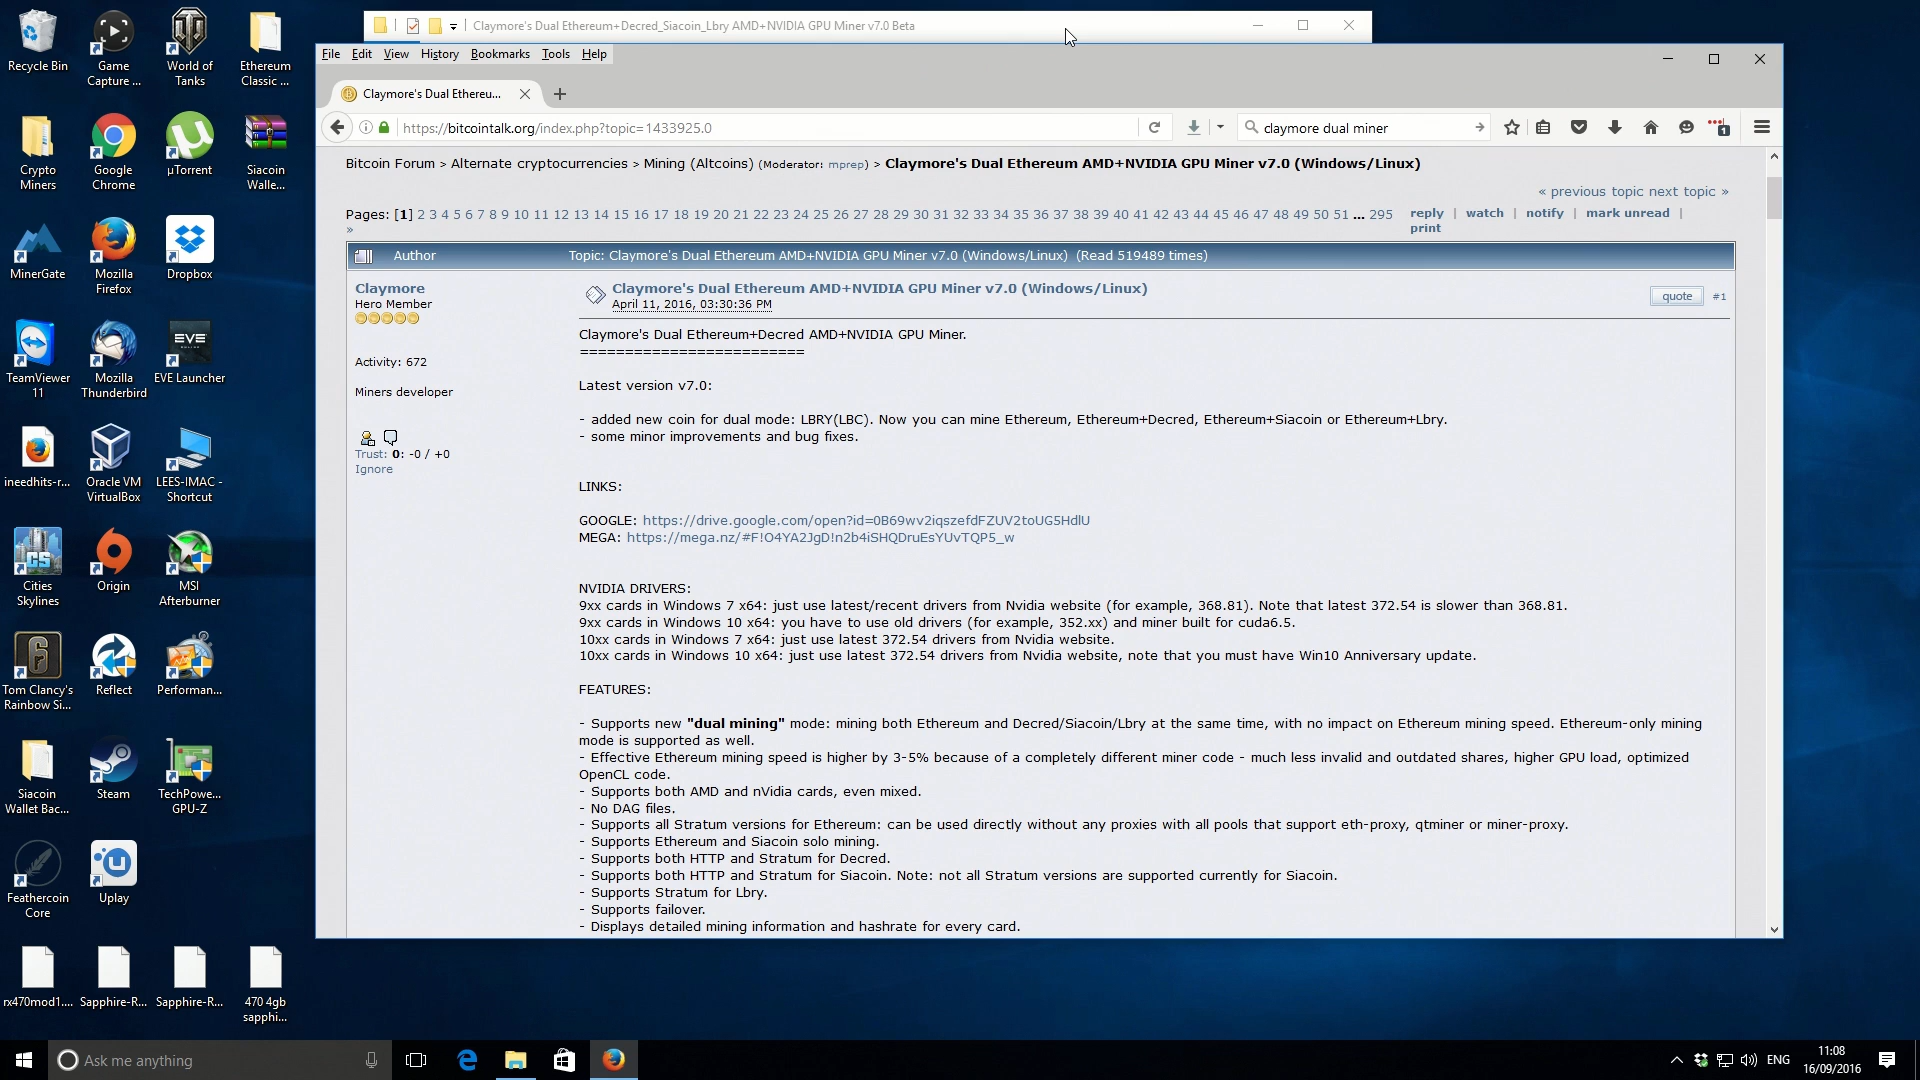 Claymore's Dual Ethereum+Decred_Siacoin_Lbry AMD+NVIDIA GPU Miner v7.0 Beta
File Edit View History Bookmarks Tools Help
Claymore's Dual Ethereu...
https://bitcointalk.org/index.php?topic=1433925.0
claymore dual miner
1
Bitcoin Forum > Alternate cryptocurrencies > Mining (Altcoins) (Moderator: mprep) > Claymore's Dual Ethereum AMD+NVIDIA GPU Miner v7.0 (Windows/Linux)
« previous topic next topic »
Pages: [1] 2 3 4 5 6 7 8 9 10 11 12 13 14 15 16 17 18 19 20 21 22 23 24 25 26 27 28 29 30 31 32 33 34 35 36 37 38 39 40 41 42 43 44 45 46 47 48 49 50 51 ... 295
»
reply | watch | notify | mark unread |
print
Author
Topic: Claymore's Dual Ethereum AMD+NVIDIA GPU Miner v7.0 (Windows/Linux) (Read 519489 times)
Claymore
Hero Member
Activity: 672
Miners developer
Trust: 0: -0 / +0
Ignore
Claymore's Dual Ethereum AMD+NVIDIA GPU Miner v7.0 (Windows/Linux)
April 11, 2016, 03:30:36 PM
quote
#1
Claymore's Dual Ethereum+Decred AMD+NVIDIA GPU Miner.
=========================
Latest version v7.0:
- added new coin for dual mode: LBRY(LBC). Now you can mine Ethereum, Ethereum+Decred, Ethereum+Siacoin or Ethereum+Lbry.
- some minor improvements and bug fixes.
LINKS:
GOOGLE: https://drive.google.com/open?id=0B69wv2iqszefdFZUV2toUG5HdlU
MEGA: https://mega.nz/#F!O4YA2JgD!n2b4iSHQDruEsYUvTQP5_w
NVIDIA DRIVERS:
9xx cards in Windows 7 x64: just use latest/recent drivers from Nvidia website (for example, 368.81). Note that latest 372.54 is slower than 368.81.
9xx cards in Windows 10 x64: you have to use old drivers (for example, 352.xx) and miner built for cuda6.5.
10xx cards in Windows 7 x64: just use latest 372.54 drivers from Nvidia website.
10xx cards in Windows 10 x64: just use latest 372.54 drivers from Nvidia website, note that you must have Win10 Anniversary update.
FEATURES:
- Supports new "dual mining" mode: mining both Ethereum and Decred/Siacoin/Lbry at the same time, with no impact on Ethereum mining speed. Ethereum-only mining
mode is supported as well.
- Effective Ethereum mining speed is higher by 3-5% because of a completely different miner code - much less invalid and outdated shares, higher GPU load, optimized
OpenCL code.
- Supports both AMD and nVidia cards, even mixed.
- No DAG files.
- Supports all Stratum versions for Ethereum: can be used directly without any proxies with all pools that support eth-proxy, qtminer or miner-proxy.
- Supports Ethereum and Siacoin solo mining.
- Supports both HTTP and Stratum for Decred.
- Supports both HTTP and Stratum for Siacoin. Note: not all Stratum versions are supported currently for Siacoin.
- Supports Stratum for Lbry.
- Supports failover.
- Displays detailed mining information and hashrate for every card.
Recycle Bin
Game
Capture ...
World of
Tanks
Ethereum
Classic ...
Crypto
Miners
Google
Chrome
µTorrent
Siacoin
Walle...
MinerGate
Mozilla
Firefox
Dropbox
TeamViewer
11
Mozilla
Thunderbird
EVE
EVE Launcher
ineedhits-r...
Oracle VM
VirtualBox
LEES-IMAC -
Shortcut
CS
Cities
Skylines
Origin
MSI
Afterburner
6
Tom Clancy's
Rainbow Si...
Reflect
Performan...
Siacoin
Wallet Bac...
Steam
TechPowe...
GPU-Z
Feathercoin
Core
Uplay
rx470mod1....
Sapphire-R...
Sapphire-R...
470 4gb
sapphi...
Ask me anything
ENG
11:08
16/09/2016